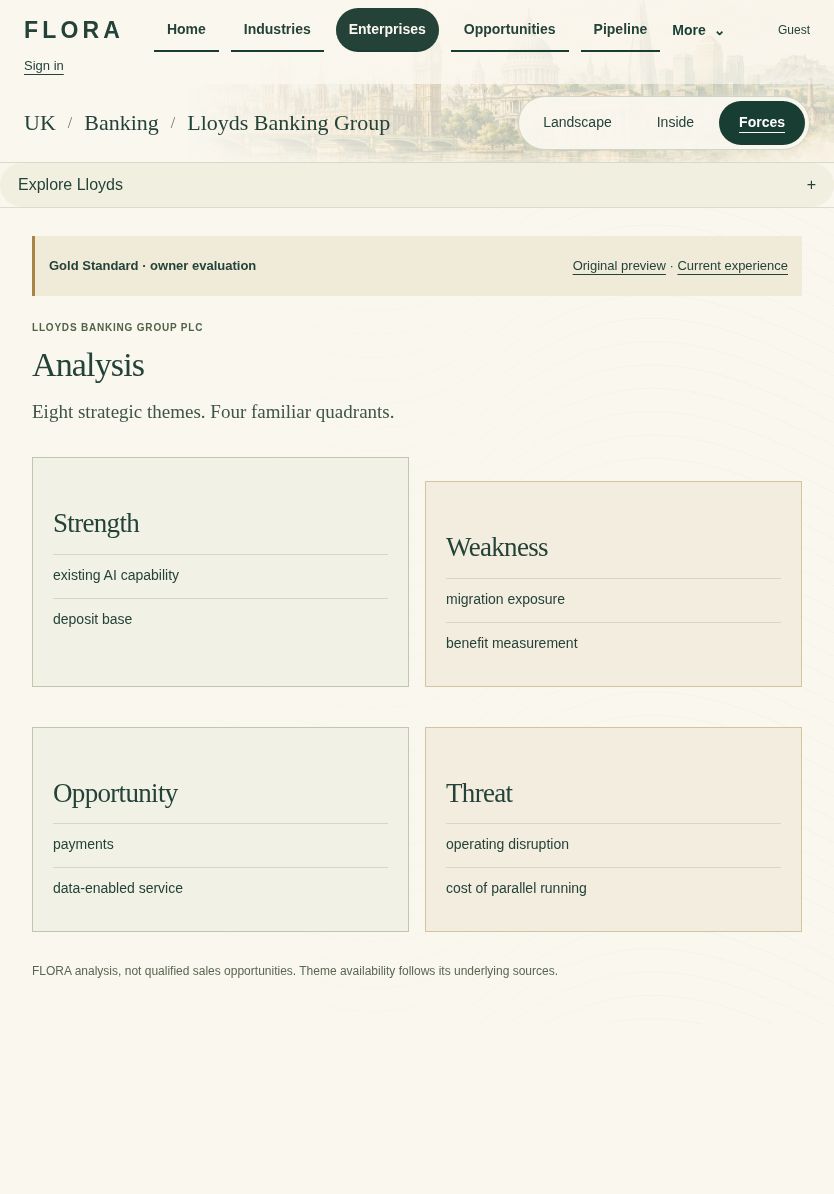 FLORA Home Industries Enterprises Opportunities Pipeline More Guest
Sign in
UK / Banking / Lloyds Banking Group Landscape Inside Forces
Explore Lloyds +
Gold Standard · owner evaluation Original preview · Current experience
LLOYDS BANKING GROUP PLC
Analysis
Eight strategic themes. Four familiar quadrants.
Strength
existing AI capability
deposit base
Weakness
migration exposure
benefit measurement
Opportunity
payments
data-enabled service
Threat
operating disruption
cost of parallel running
FLORA analysis, not qualified sales opportunities. Theme availability follows its underlying sources.